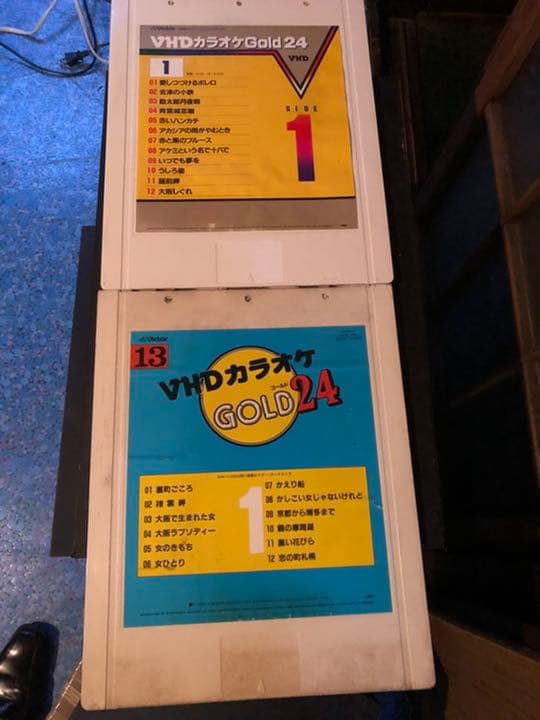 Victor
VHDカラオケGold 24
1
VHD
SIDE
1
01 愛しつづけるボレロ
02 会津の小鉄
03 勘太郎月夜唄
04 青葉城恋唄
05 赤いハンカチ
06 アカシアの雨がやむとき
07 赤と黒のブルース
08 アケミという名で十八で
09 いつでも夢を
10 うしろ姿
11 越前岬
12 大阪しぐれ
Victor
13
VHDカラオケ
ゴールド
GOLD 24
1
01 裏町ごころ
02 襟裳岬
03 大阪で生まれた女
04 大阪ラプソディー
05 女のきもち
06 女ひとり
07 かえり船
08 かしこい女じゃないけれど
09 京都から博多まで
10 霧の摩周湖
11 黒い花びら
12 恋の町札幌